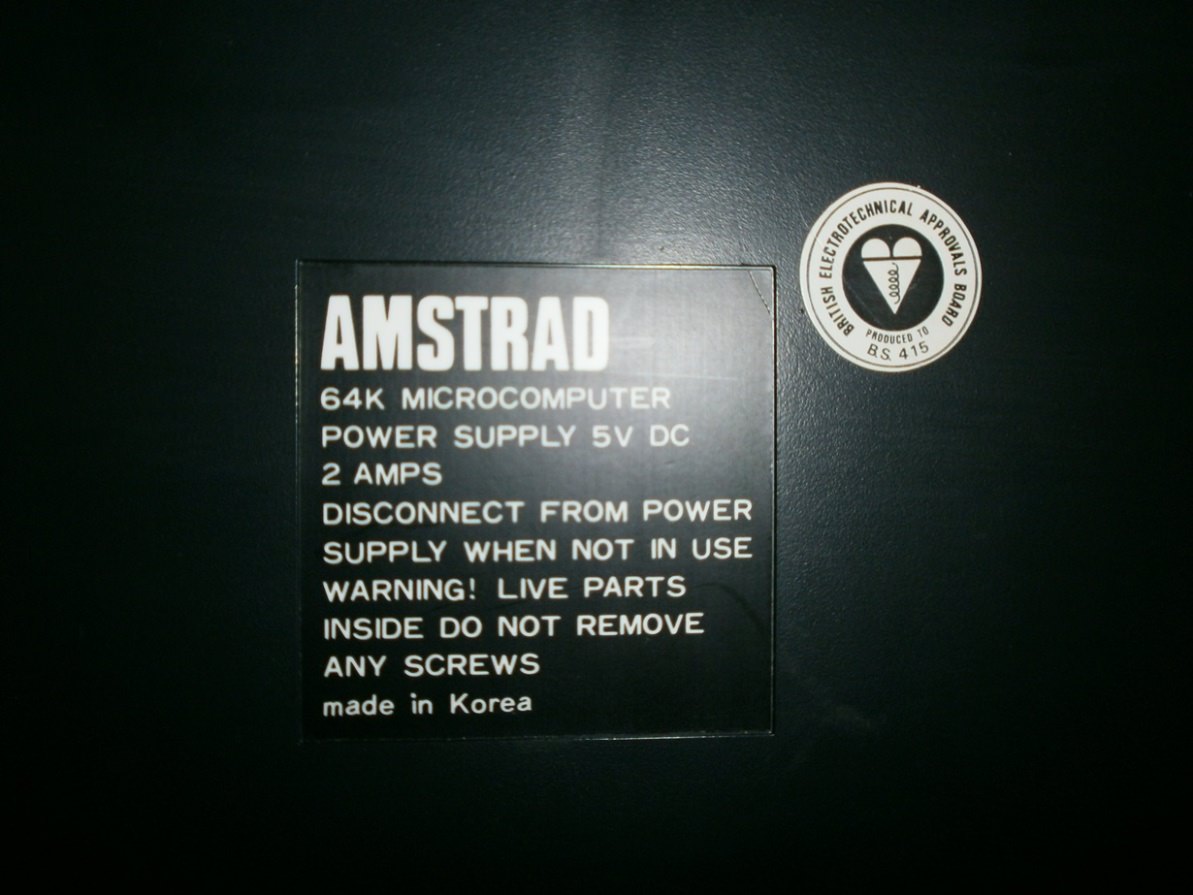 AMSTRAD
64K MICROCOMPUTER
POWER SUPPLY 5V DC
2 AMPS
DISCONNECT FROM POWER
SUPPLY WHEN NOT IN USE
WARNING! LIVE PARTS
INSIDE DO NOT REMOVE
ANY SCREWS
made in Korea
BRITISH ELECTROTECHNICAL APPROVALS BOARD
PRODUCED TO
B.S. 415